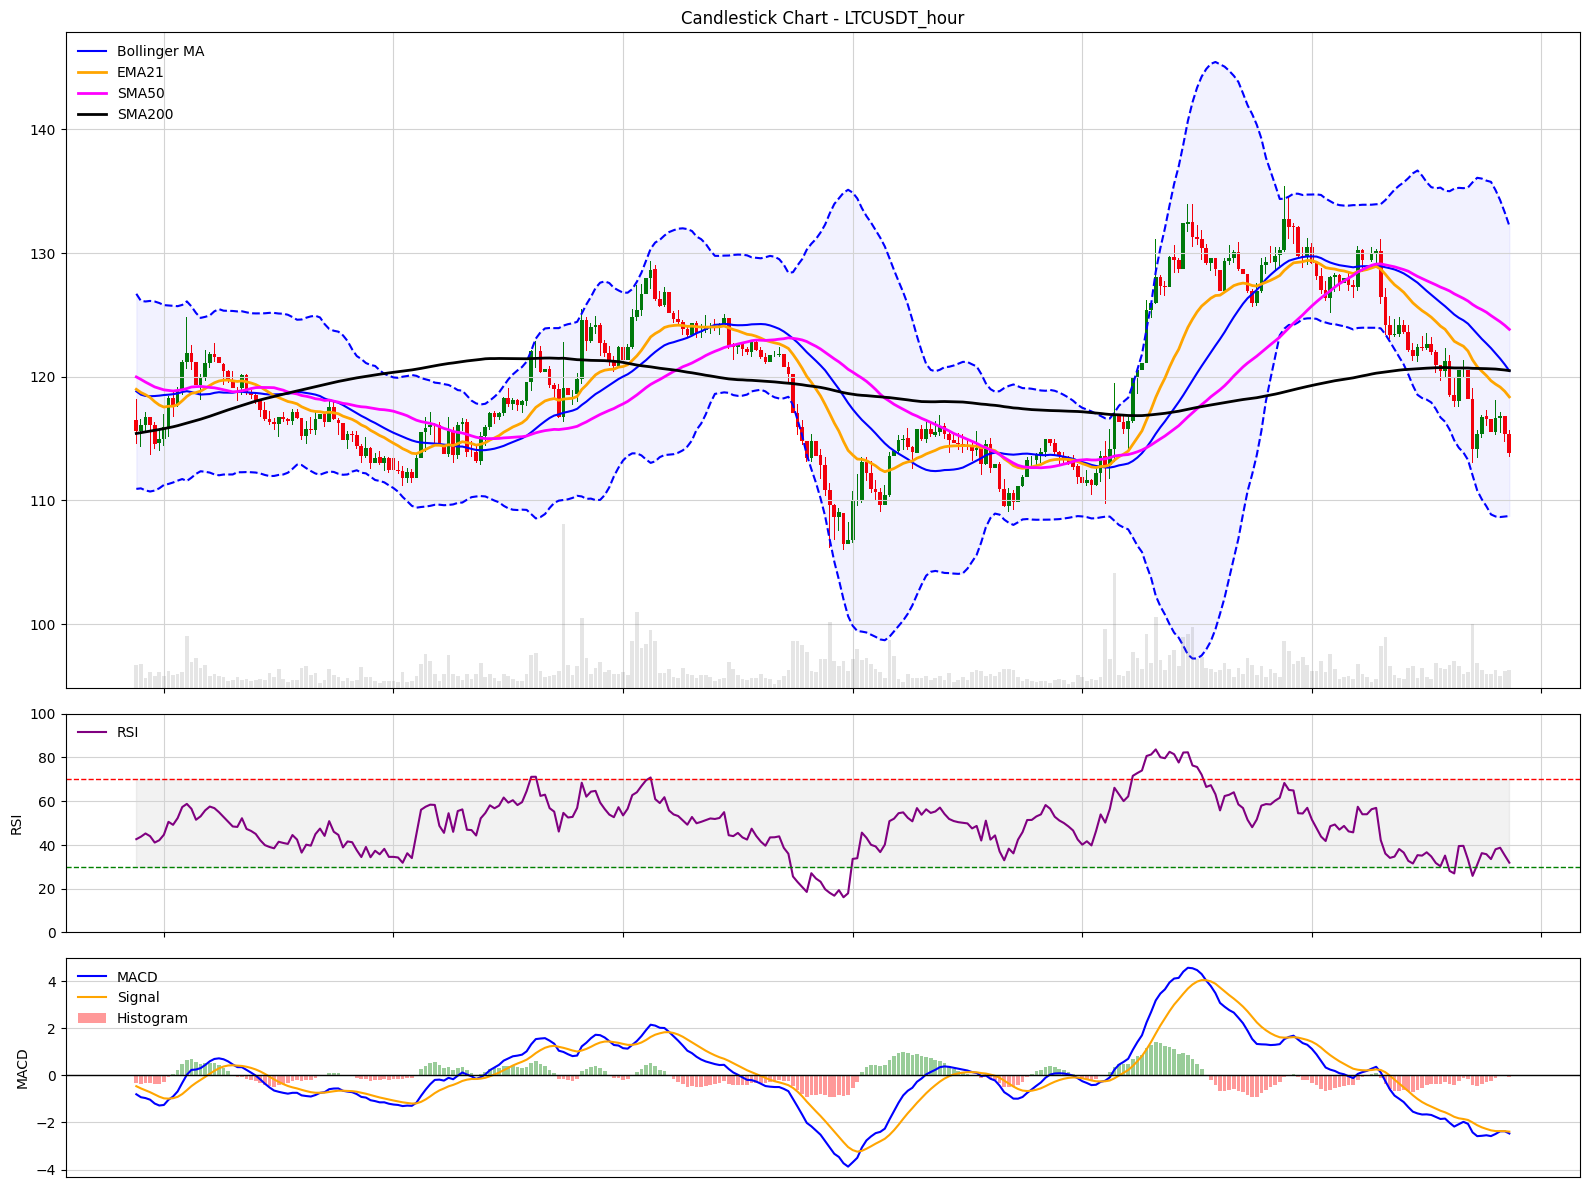 Candlestick Chart - LTCUSDT_hour
Bollinger MA
EMA21
SMA50
SMA200
140
130
120
110
100
100
80
60
40
20
0
RSI
RSI
4
2
0
−2
−4
MACD
MACD
Signal
Histogram